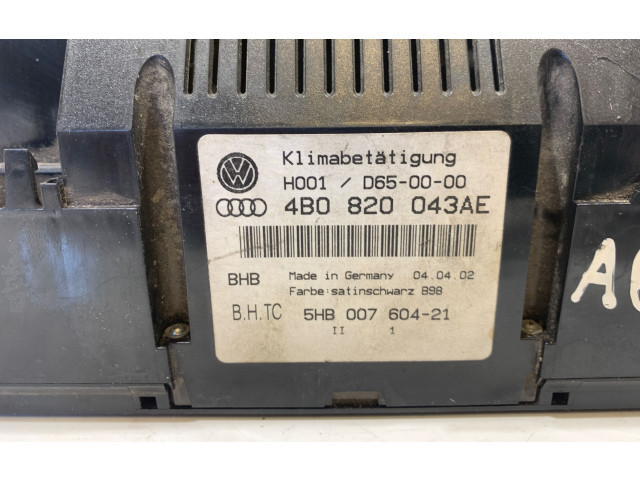 Klimabetätigung
H001 / D65-00-00
4B0 820 043AE
BHB Made in Germany 04.04.02
Farbe:satinschwarz B98
B.H.TC 5HB 007 604-21
II 1